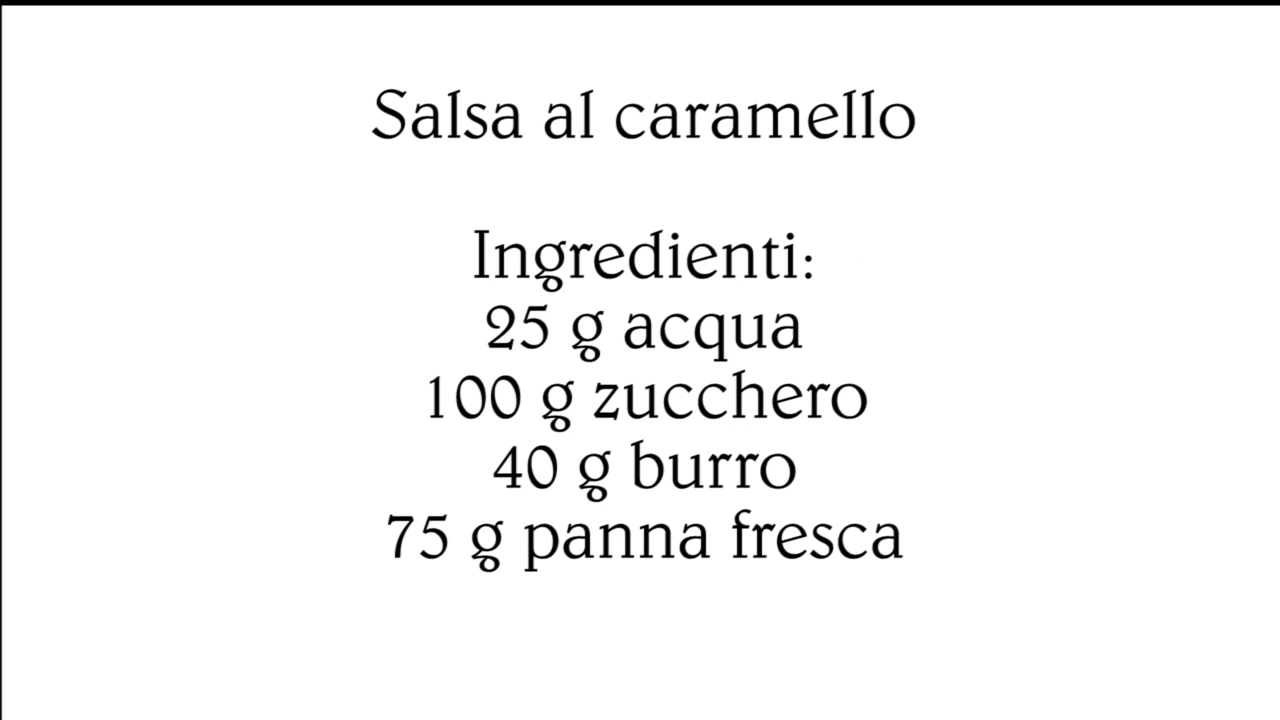 Salsa al caramello
Ingredienti:
25 g acqua
100 g zucchero
40 g burro
75 g panna fresca